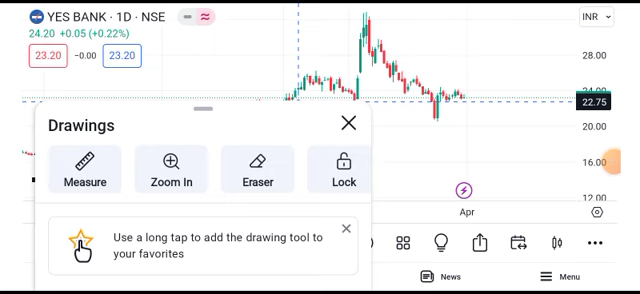 YES BANK · 1D · NSE
INR
24.20 +0.05 (+0.22%)
23.20 −0.00 23.20
28.00
22.75
20.00
16.00
12.00
Drawings
Measure Zoom In Eraser Lock
Use a long tap to add the drawing tool to
your favorites
Apr
News Menu